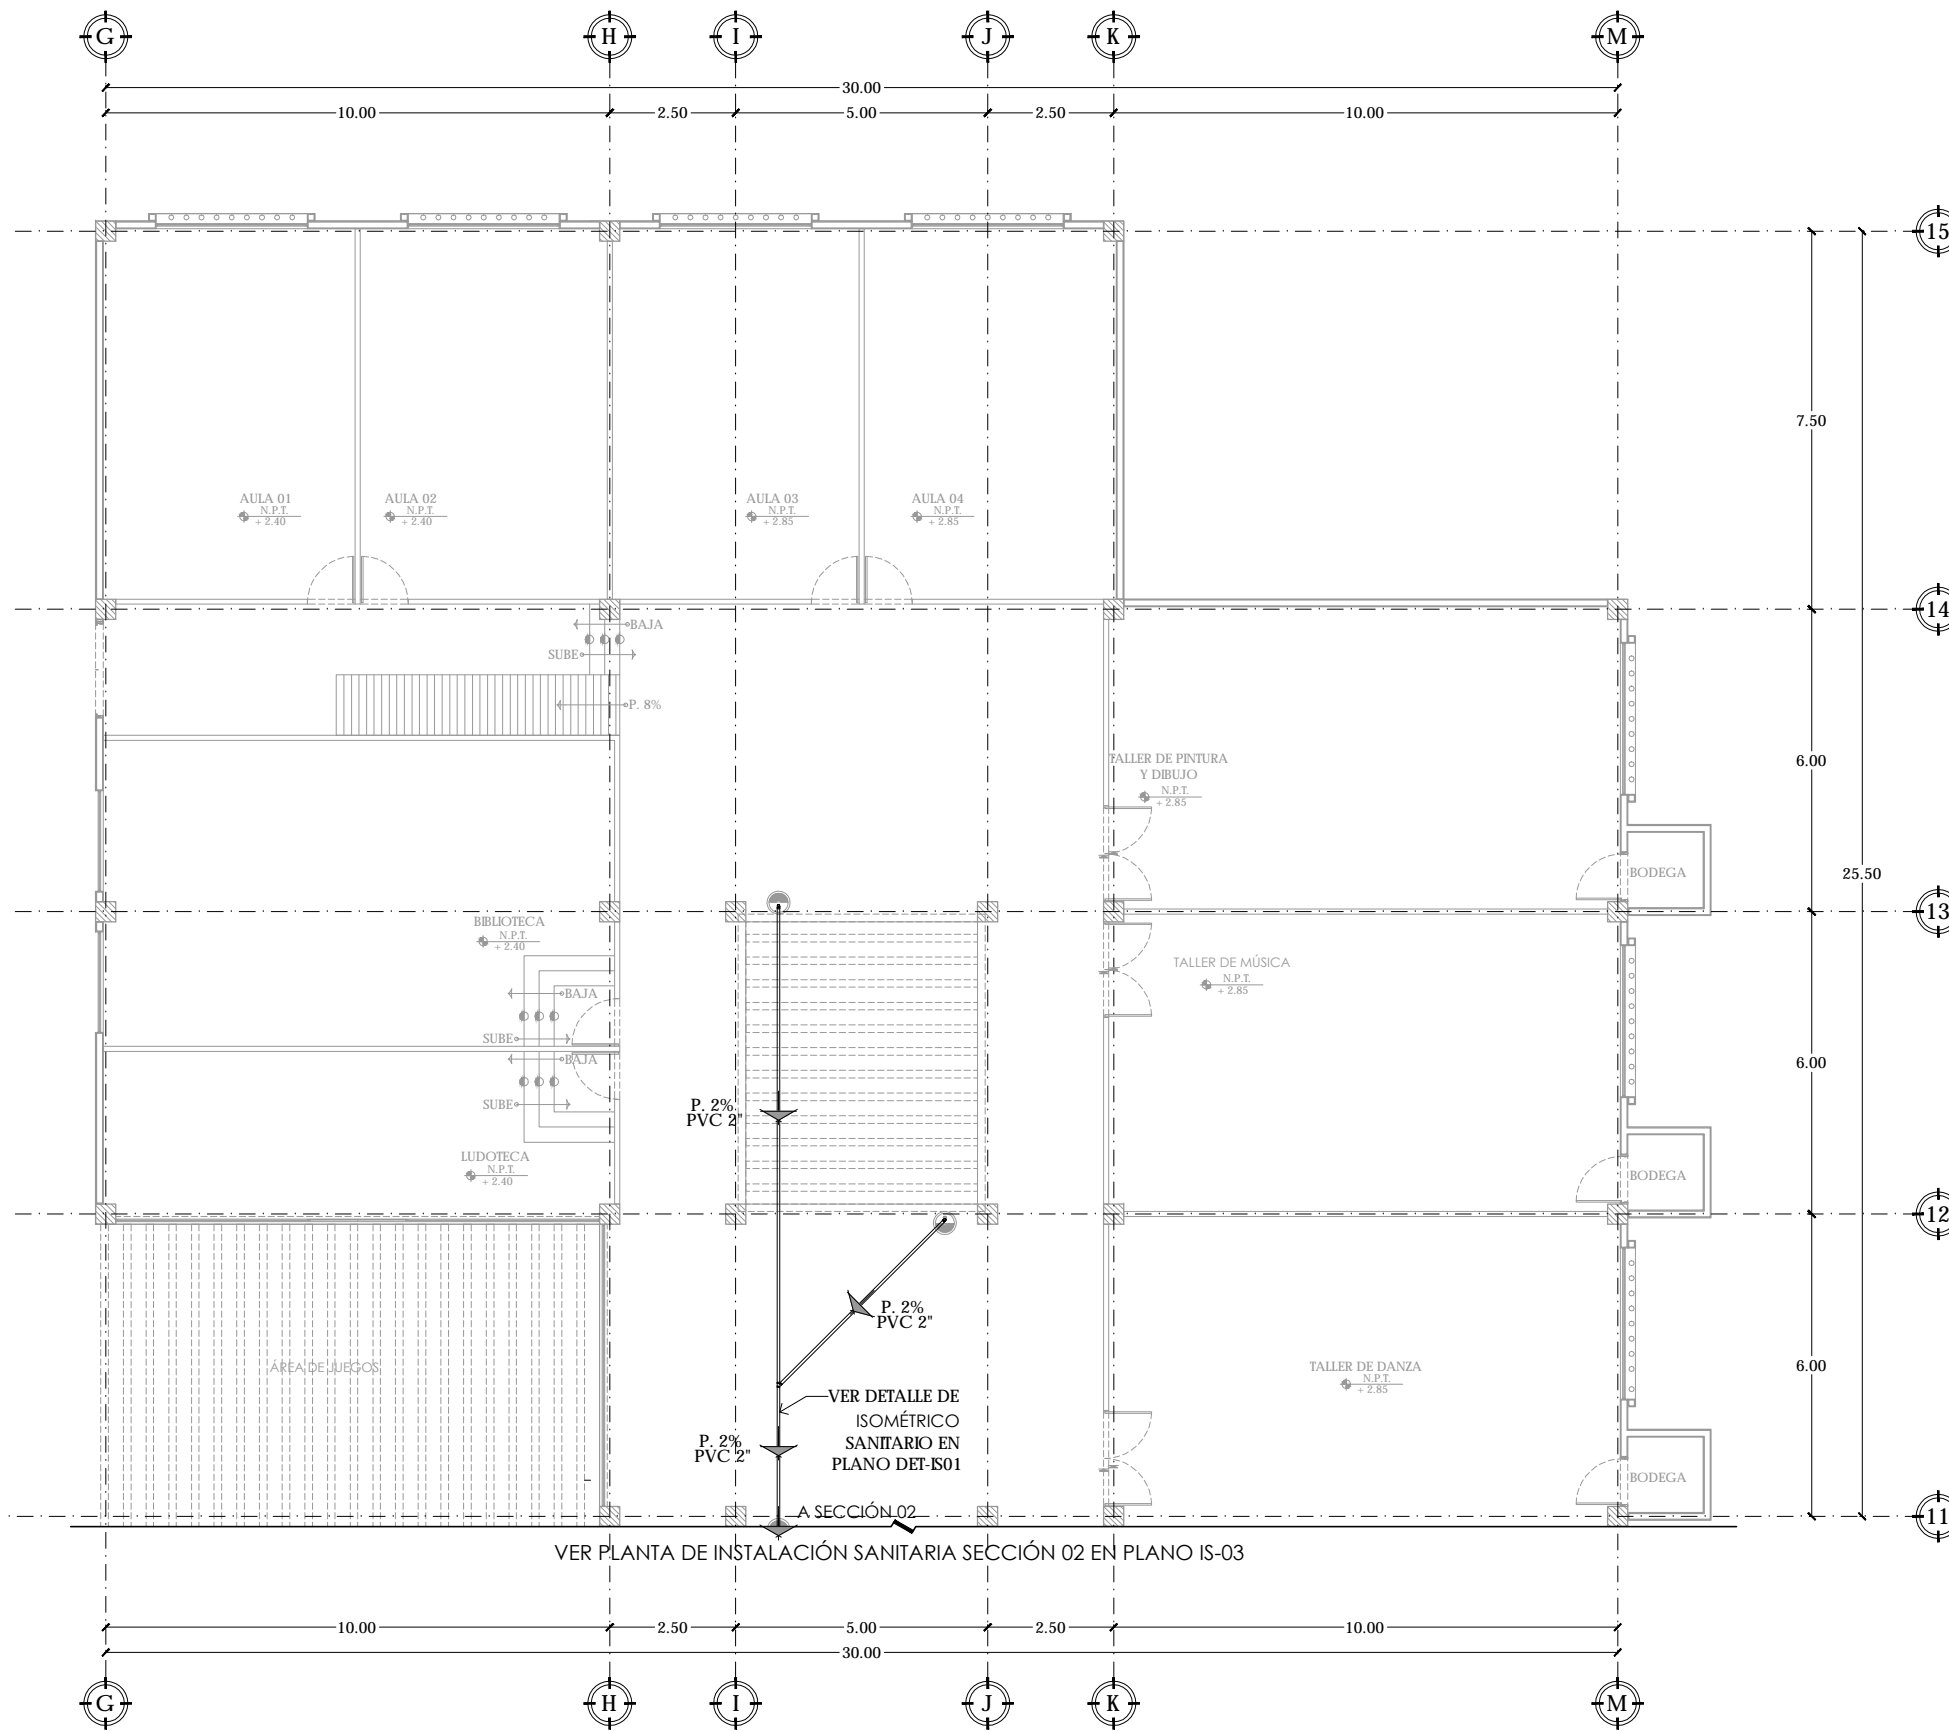 G H I J K M
30.00
10.00 2.50 5.00 2.50 10.00
15
7.50
AULA 01
N.P.T.
+ 2.40
AULA 02
N.P.T.
+ 2.40
AULA 03
N.P.T.
+ 2.85
AULA 04
N.P.T.
+ 2.85
14
BAJA
SUBE
P. 8%
TALLER DE PINTURA
Y DIBUJO
N.P.T.
+ 2.85
6.00
BODEGA
25.50
13
BIBLIOTECA
N.P.T.
+ 2.40
BAJA
SUBE
BAJA
SUBE
TALLER DE MÚSICA
N.P.T.
+ 2.85
6.00
P. 2%
PVC 2"
LUDOTECA
N.P.T.
+ 2.40
BODEGA
12
P. 2%
PVC 2"
ÁREA DE JUEGOS
TALLER DE DANZA
N.P.T.
+ 2.85
6.00
VER DETALLE DE
ISOMÉTRICO
SANITARIO EN
PLANO DET-IS01
P. 2%
PVC 2"
BODEGA
A SECCIÓN 02
11
VER PLANTA DE INSTALACIÓN SANITARIA SECCIÓN 02 EN PLANO IS-03
10.00 2.50 5.00 2.50 10.00
30.00
G H I J K M